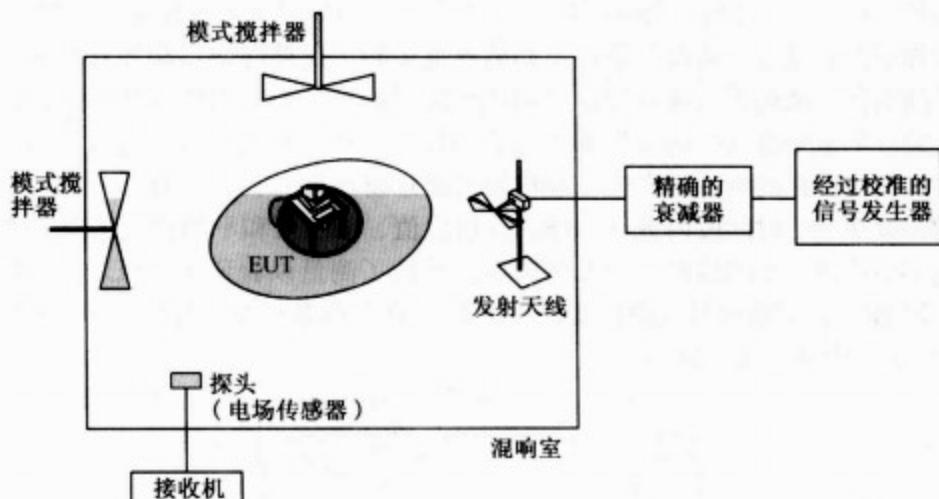 模式搅拌器
模式搅
拌器
EUT
精确的
衰减器
经过校准的
信号发生器
发射天线
探头
（电场传感器）
混响室
接收机